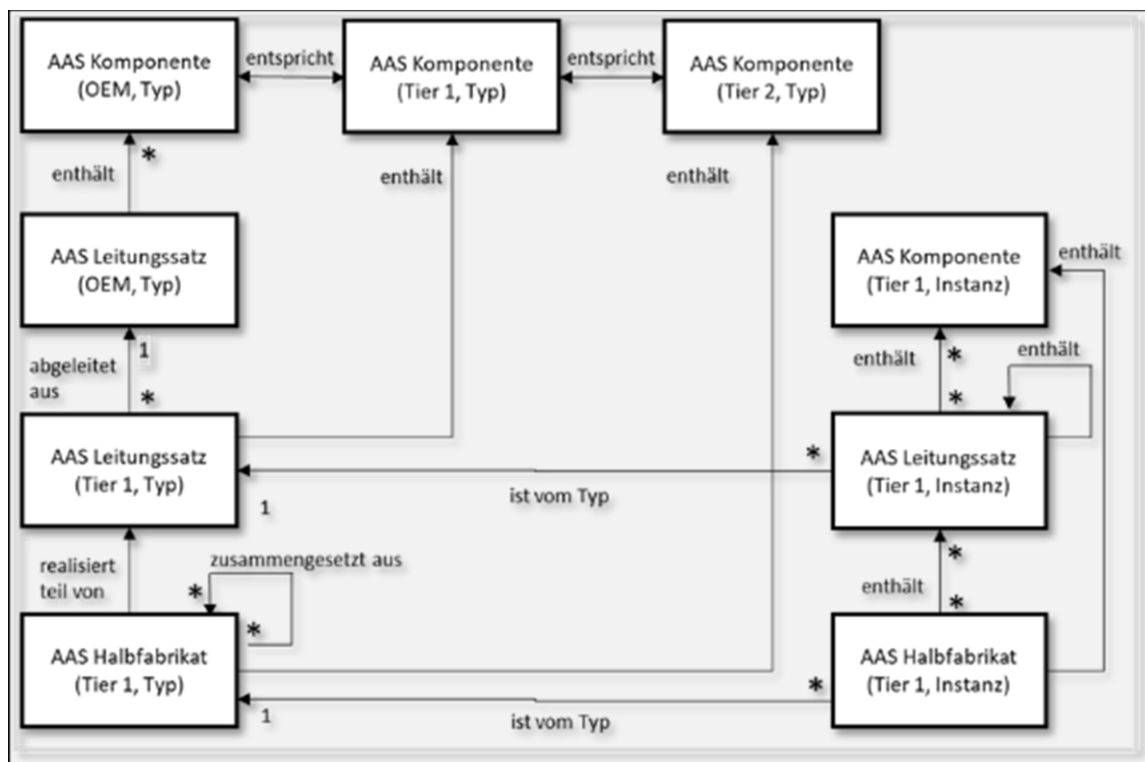 AAS Komponente
(OEM, Typ)
entspricht
AAS Komponente
(Tier 1, Typ)
entspricht
AAS Komponente
(Tier 2, Typ)
*
enthält
enthält
enthält
AAS Leitungssatz
(OEM, Typ)
AAS Komponente
(Tier 1, Instanz)
enthält
1
abgeleitet
aus
*
enthält
*
*
enthält
AAS Leitungssatz
(Tier 1, Typ)
*
ist vom Typ
1
AAS Leitungssatz
(Tier 1, Instanz)
realisiert
teil von
zusammengesetzt aus
*
*
enthält
*
*
AAS Halbfabrikat
(Tier 1, Typ)
*
ist vom Typ
1
AAS Halbfabrikat
(Tier 1, Instanz)